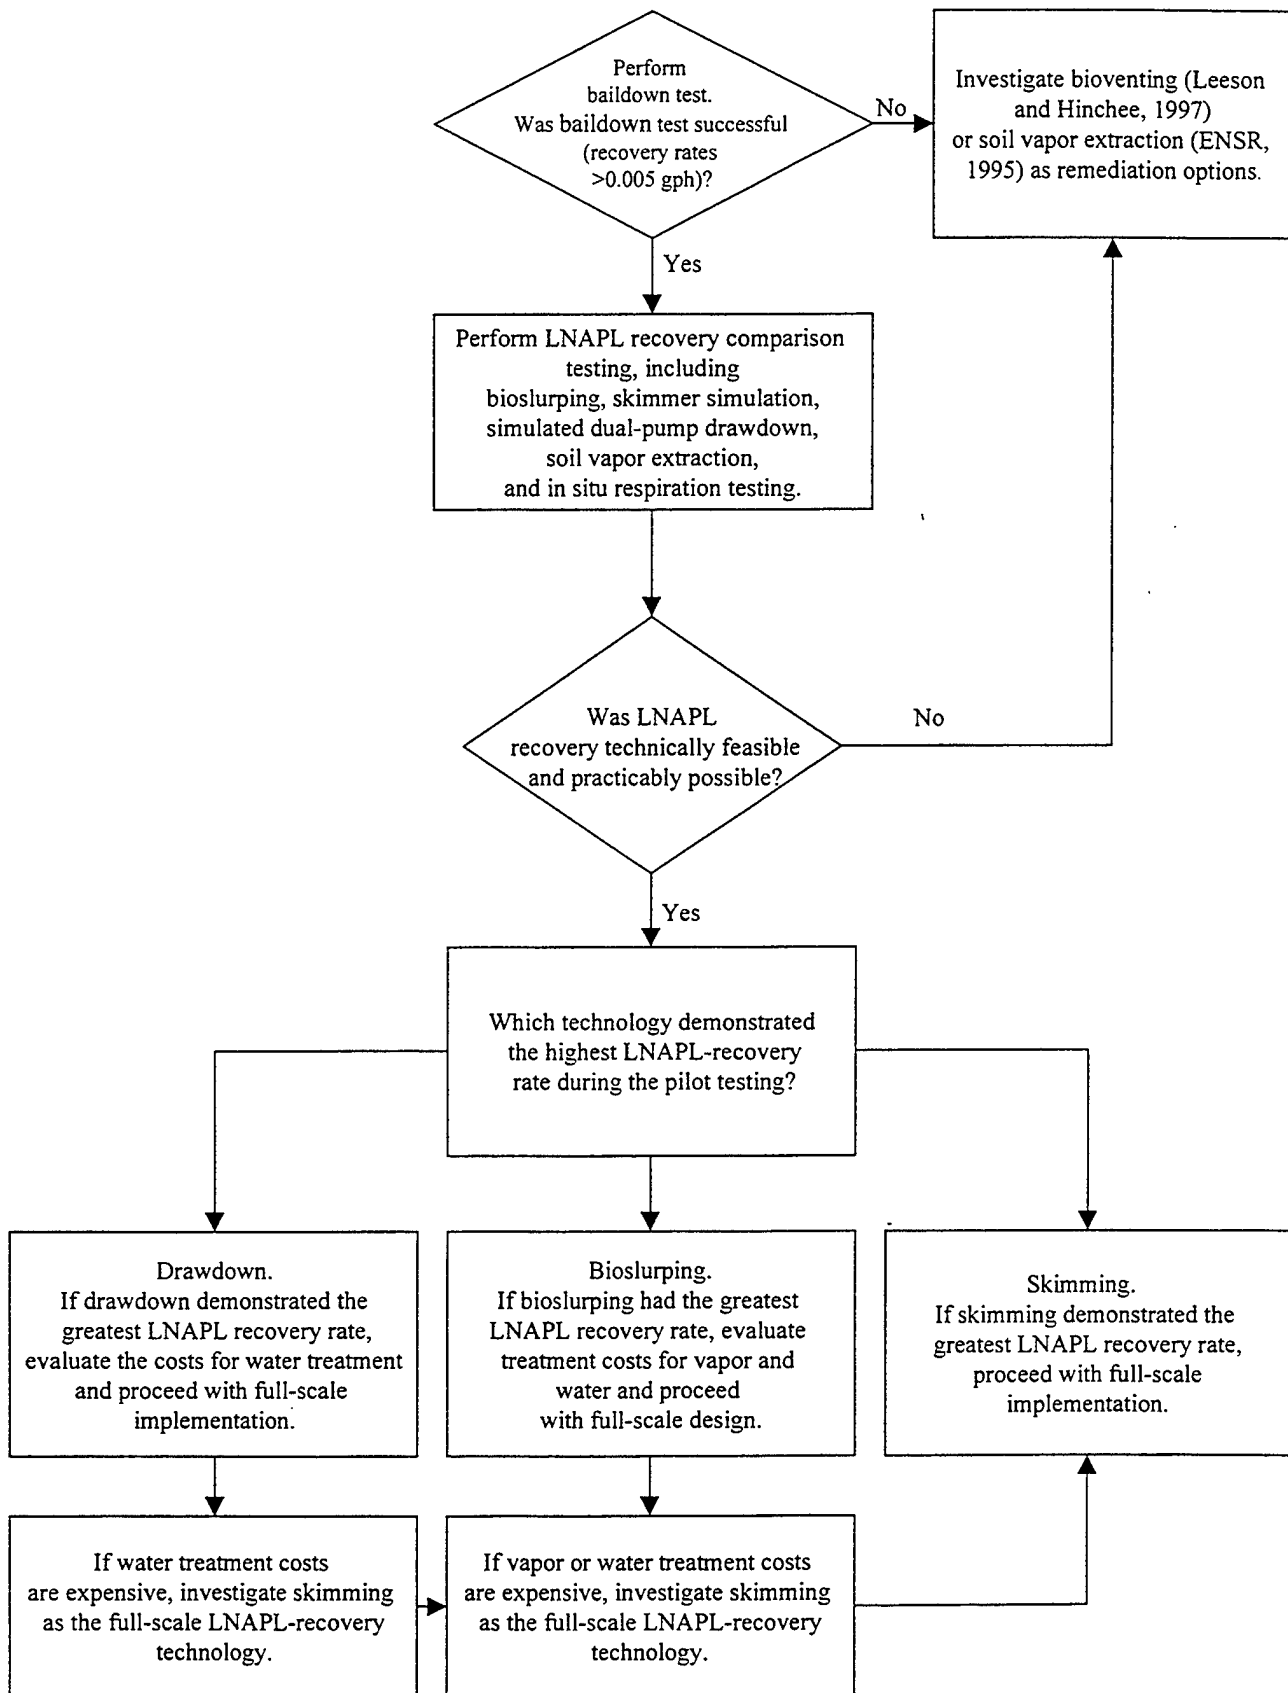 Perform
baildown test.
Was baildown test successful
(recovery rates
>0.005 gph)?
No
Investigate bioventing (Leeson
and Hinchee, 1997)
or soil vapor extraction (ENSR,
1995) as remediation options.
Yes
Perform LNAPL recovery comparison
testing, including
bioslurping, skimmer simulation,
simulated dual-pump drawdown,
soil vapor extraction,
and in situ respiration testing.
Was LNAPL
recovery technically feasible
and practicably possible?
No
Yes
Which technology demonstrated
the highest LNAPL-recovery
rate during the pilot testing?
Drawdown.
If drawdown demonstrated the
greatest LNAPL recovery rate,
evaluate the costs for water treatment
and proceed with full-scale
implementation.
Bioslurping.
If bioslurping had the greatest
LNAPL recovery rate, evaluate
treatment costs for vapor and
water and proceed
with full-scale design.
Skimming.
If skimming demonstrated the
greatest LNAPL recovery rate,
proceed with full-scale
implementation.
If water treatment costs
are expensive, investigate skimming
as the full-scale LNAPL-recovery
technology.
If vapor or water treatment costs
are expensive, investigate skimming
as the full-scale LNAPL-recovery
technology.